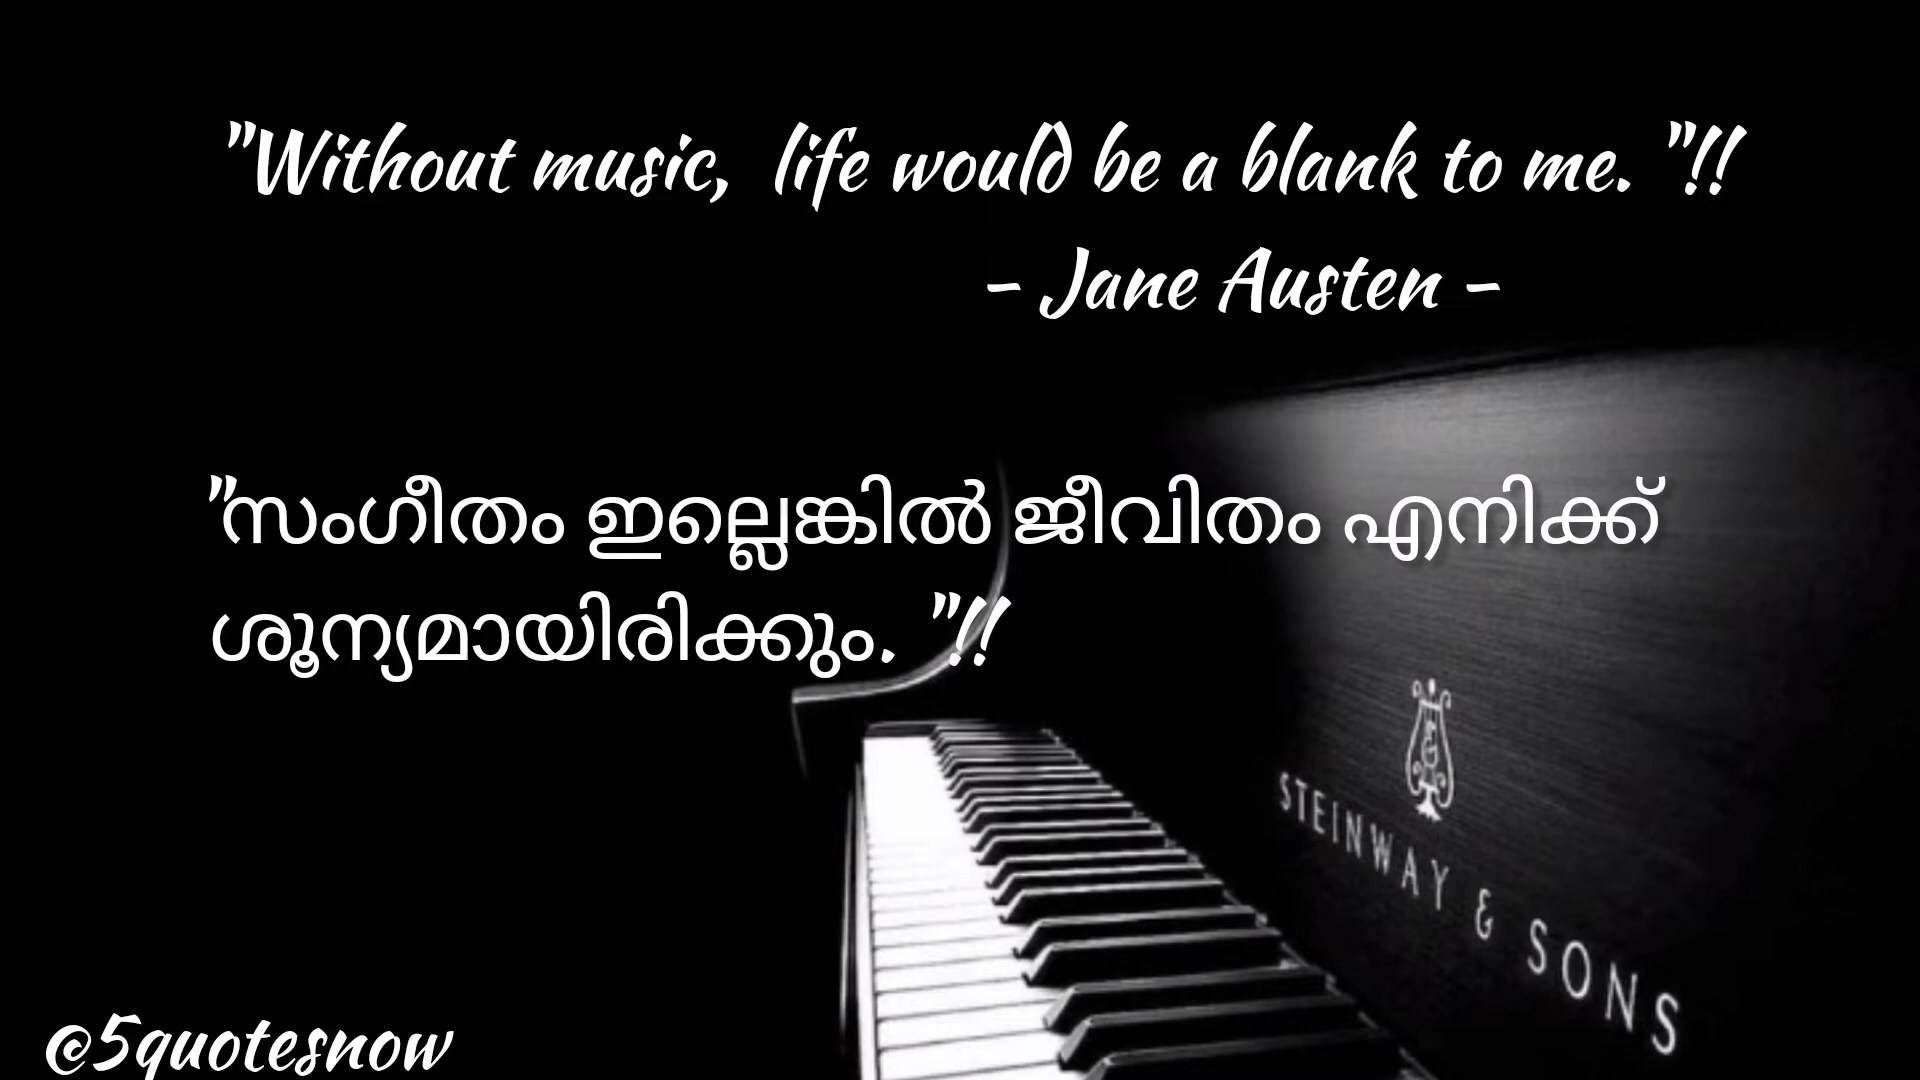 "Without music,  life would be a blank to me. "!!
- Jane Austen -
"സംഗീതം ഇല്ലെങ്കിൽ ജീവിതം എനിക്ക്
ശൂന്യമായിരിക്കും. "!!
STEINWAY & SONS
@5quotesnow